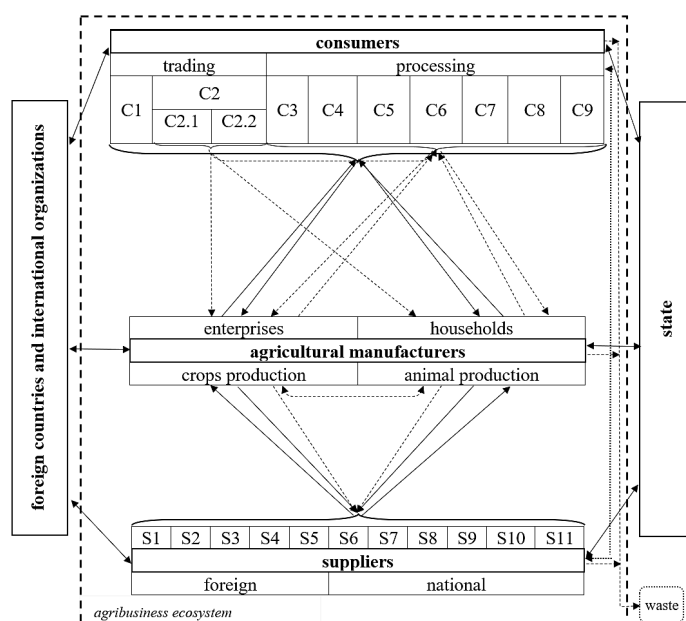 consumers
trading processing
C1 C2 C3 C4 C5 C6 C7 C8 C9
C2.1 C2.2
foreign countries and international organizations
state
enterprises households
agricultural manufacturers
crops production animal production
S1 S2 S3 S4 S5 S6 S7 S8 S9 S10 S11
suppliers
foreign national
agribusiness ecosystem
waste